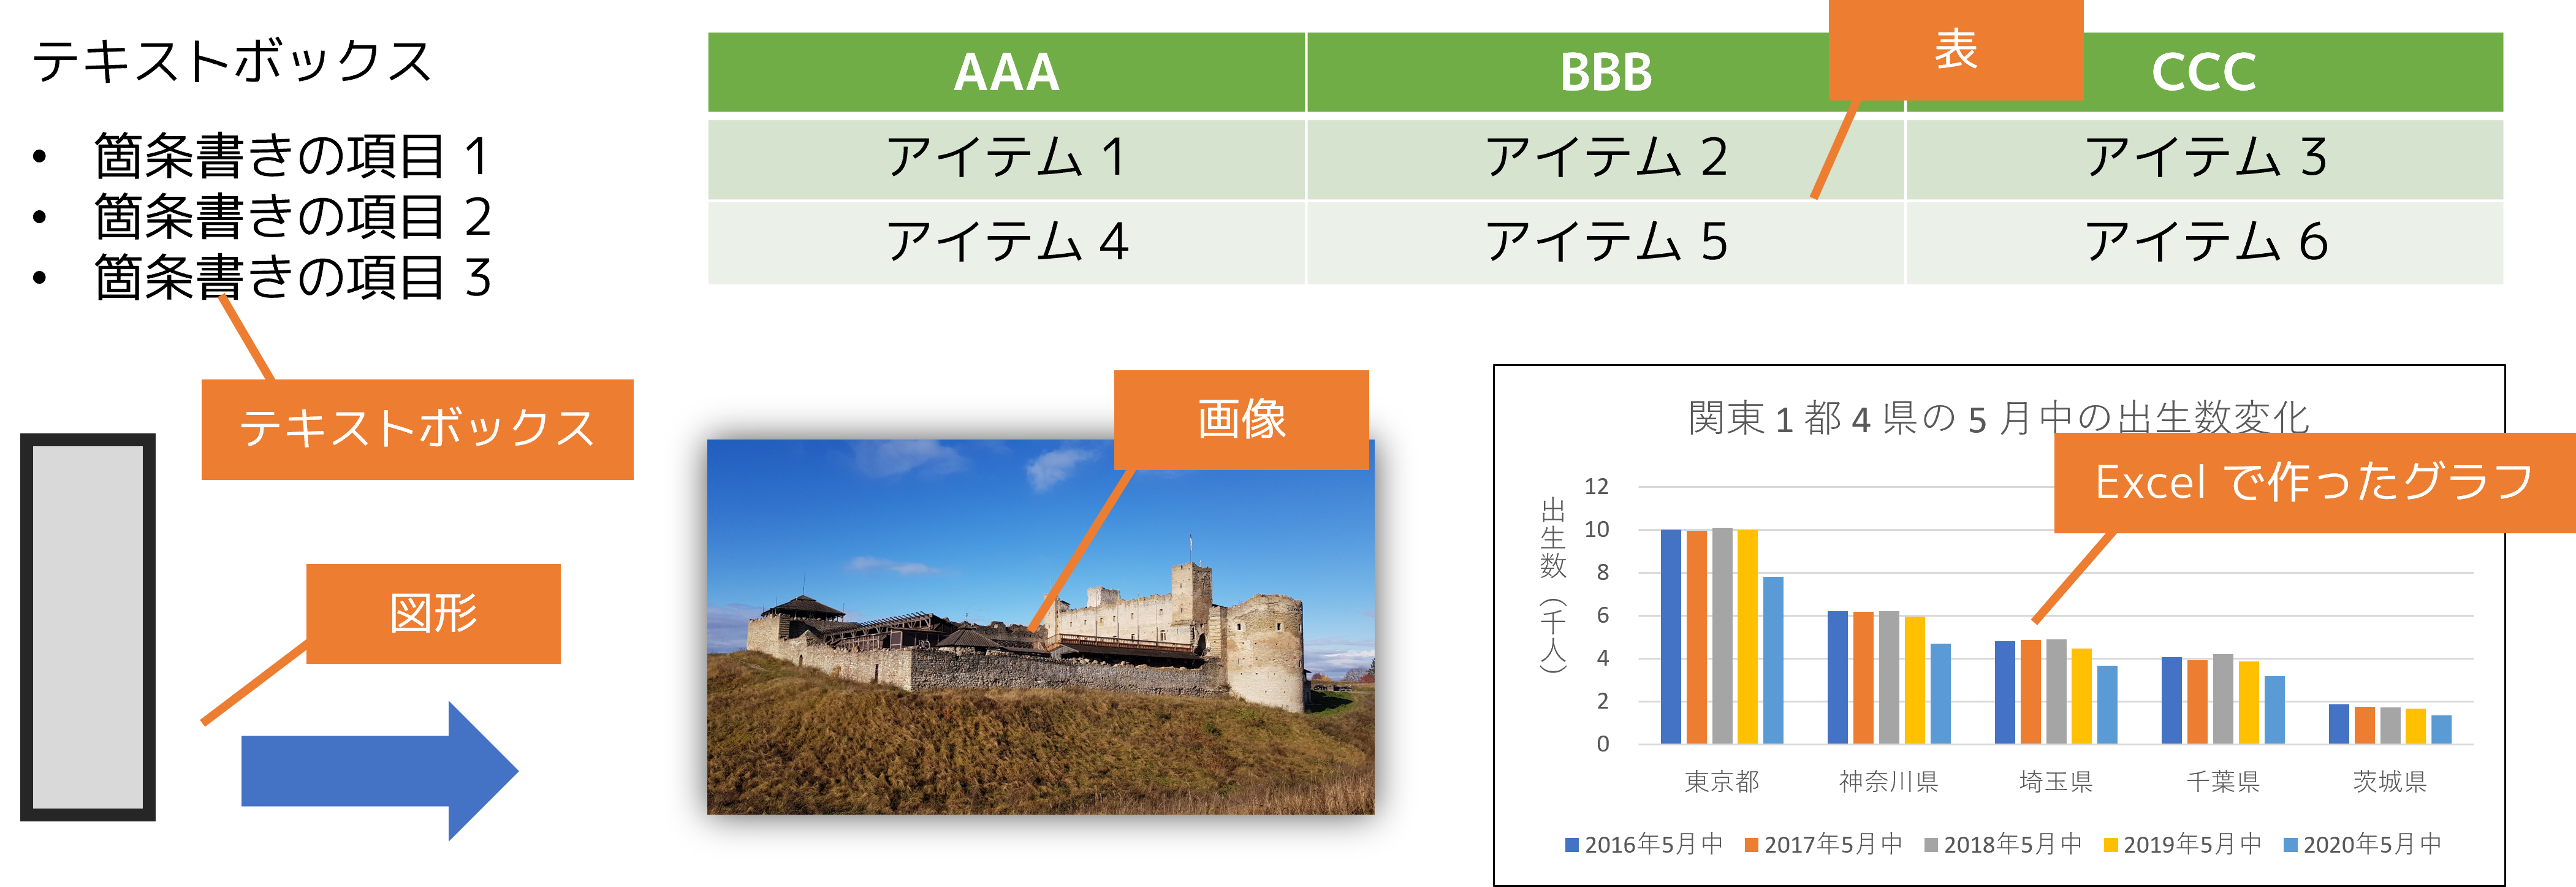 テキストボックス
• 箇条書きの項目 1
• 箇条書きの項目 2
• 箇条書きの項目 3
テキストボックス
図形
表
AAA BBB CCC
アイテム 1 アイテム 2 アイテム 3
アイテム 4 アイテム 5 アイテム 6
画像
関東 1 都 4 県の 5 月中の出生数変化
Excel で作ったグラフ
出生数（千人）
12
10
8
6
4
2
0
東京都 神奈川県 埼玉県 千葉県 茨城県
2016年5月中 2017年5月中 2018年5月中 2019年5月中 2020年5月中